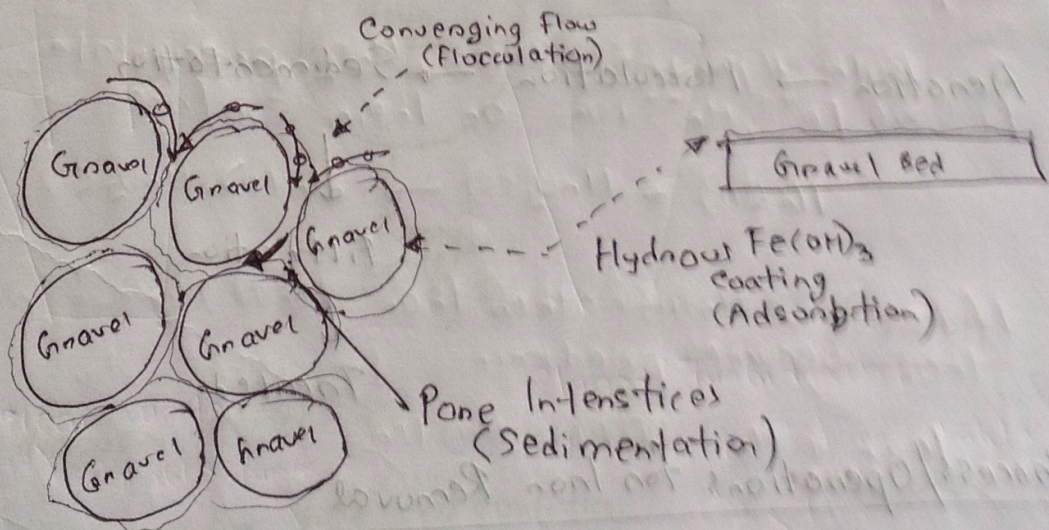 Converging Flow
(Floccolation)
Gravel
Gravel
Gravel
Gravel Bed
Hydrous Fe(OH)3
Coating
(Adsorbtion)
Gravel
Gravel
Pore Interstices
(Sedimentation)
Gravel
Gravel